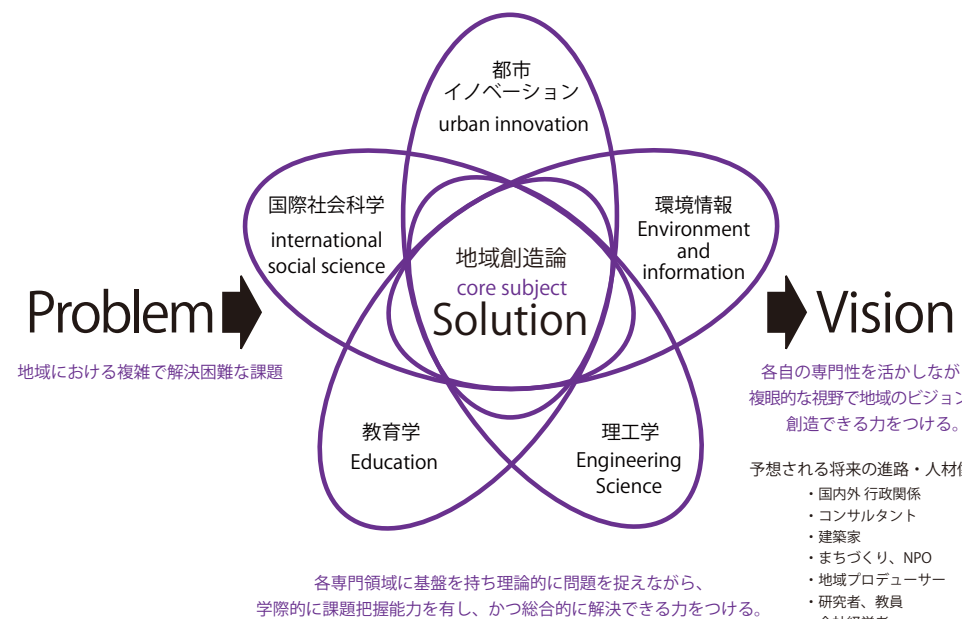 都市
イノベーション
urban innovation
国際社会科学
international
social science
環境情報
Environment
and
information
地域創造論
core subject
Solution
Problem
地域における複雑で解決困難な課題
Vision
各自の専門性を活かしなが
複眼的な視野で地域のビジョン
創造できる力をつける。
教育学
Education
理工学
Engineering
Science
予想される将来の進路・人材
・国内外 行政関係
・コンサルタント
・建築家
・まちづくり、NPO
・地域プロデューサー
・研究者、教員
各専門領域に基盤を持ち理論的に問題を捉えながら、
学際的に課題把握能力を有し、かつ総合的に解決できる力をつける。